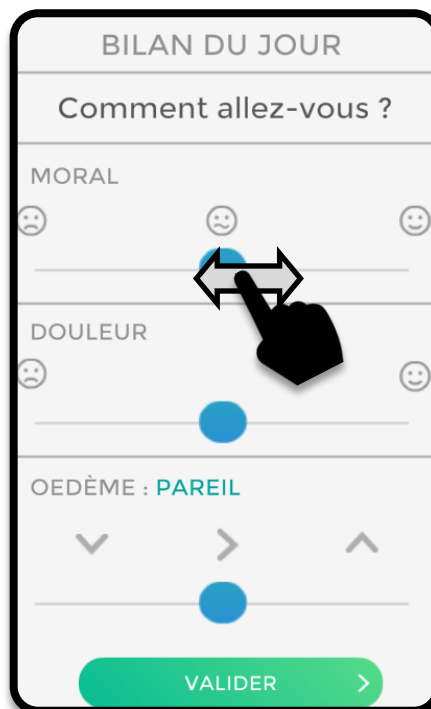 BILAN DU JOUR
Comment allez-vous ?
MORAL
DOULEUR
OEDÈME : PAREIL
VALIDER